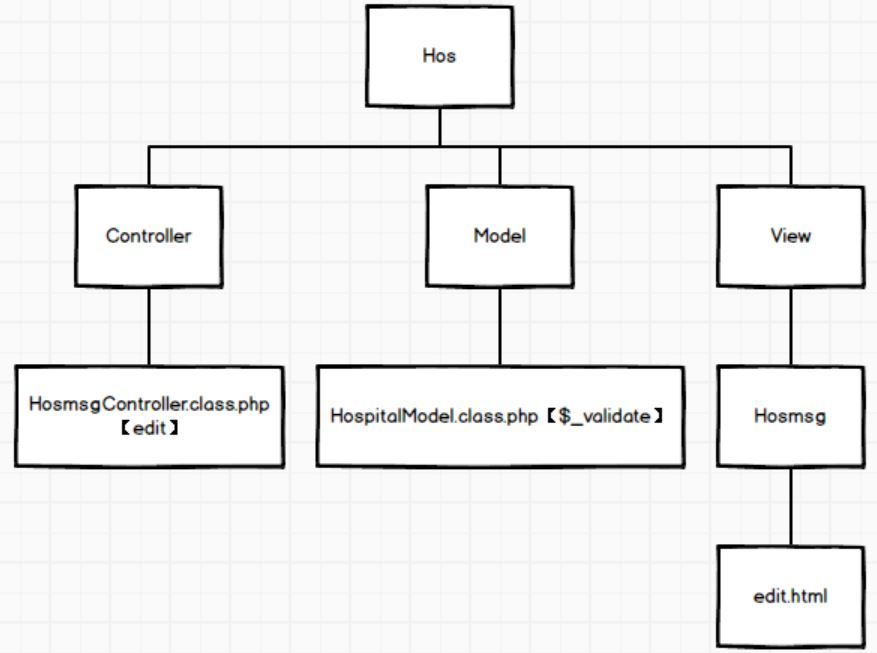 Hos
Controller
Model
View
HosmsgController.class.php
【edit】
HospitalModel.class.php【$_validate】
Hosmsg
edit.html